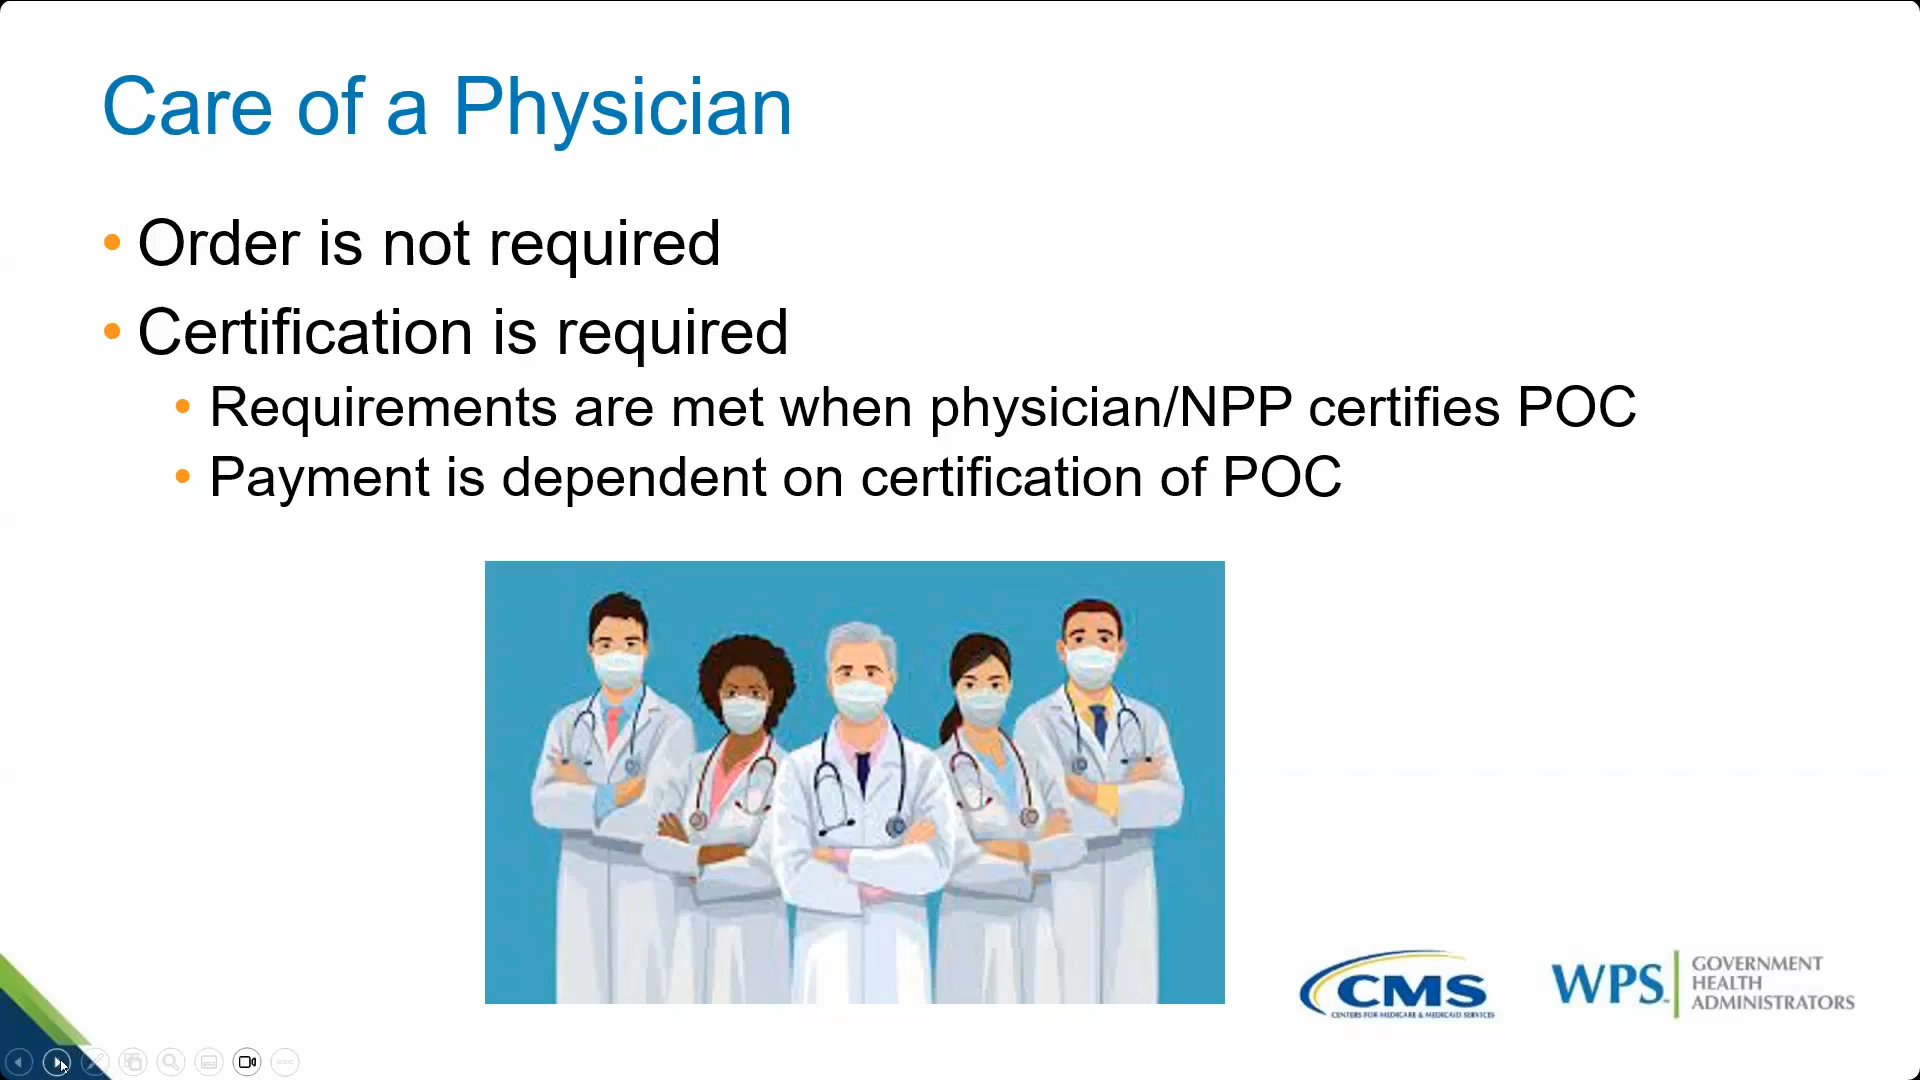 Care of a Physician
• Order is not required
• Certification is required
• Requirements are met when physician/NPP certifies POC
• Payment is dependent on certification of POC
CMS
CENTERS FOR MEDICARE & MEDICAID SERVICES
WPS
GOVERNMENT
HEALTH
ADMINISTRATORS